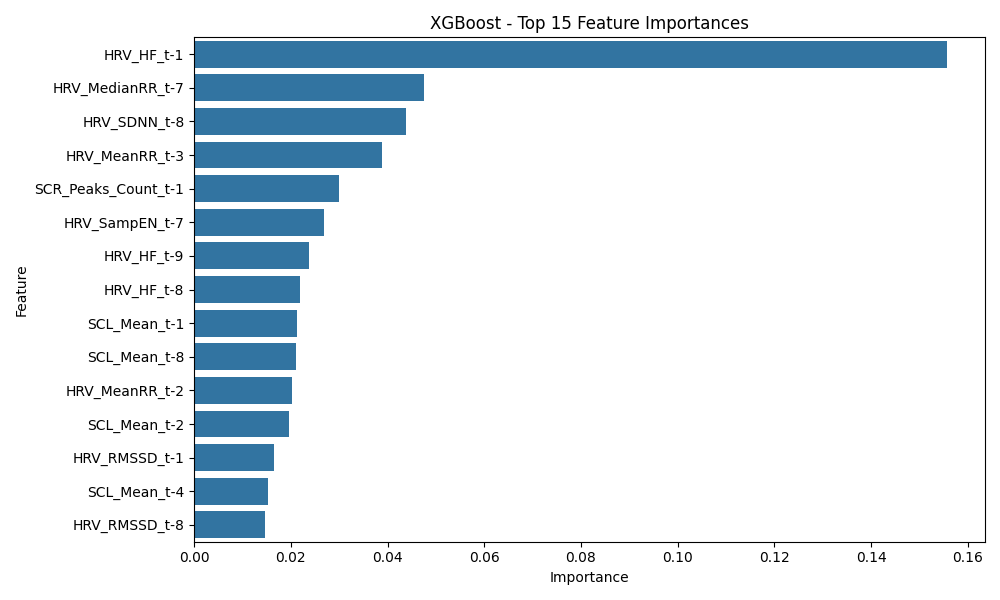 XGBoost - Top 15 Feature Importances
HRV_HF_t-1
HRV_MedianRR_t-7
HRV_SDNN_t-8
HRV_MeanRR_t-3
SCR_Peaks_Count_t-1
HRV_SampEN_t-7
HRV_HF_t-9
HRV_HF_t-8
SCL_Mean_t-1
SCL_Mean_t-8
HRV_MeanRR_t-2
SCL_Mean_t-2
HRV_RMSSD_t-1
SCL_Mean_t-4
HRV_RMSSD_t-8
Feature
0.00 0.02 0.04 0.06 0.08 0.10 0.12 0.14 0.16
Importance